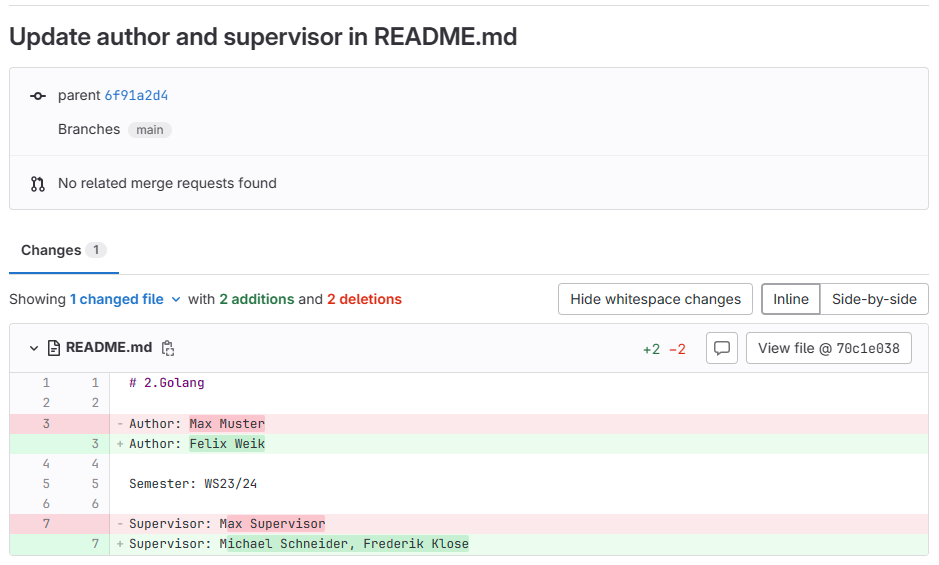 Update author and supervisor in README.md
parent 6f91a2d4
Branches main
No related merge requests found
Changes 1
Showing 1 changed file with 2 additions and 2 deletions
Hide whitespace changes
Inline
Side-by-side
README.md
+2 −2
View file @ 70c1e038
1 1 # 2.Golang
2 2
3 - Author: Max Muster
3 + Author: Felix Weik
4 4
5 5 Semester: WS23/24
6 6
7 - Supervisor: Max Supervisor
7 + Supervisor: Michael Schneider, Frederik Klose